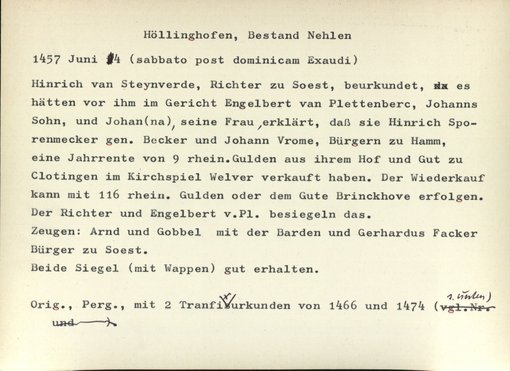 Höllinghofen, Bestand Nehlen
1457 Juni 4 (sabbato post dominicam Exaudi)
Hinrich van Steynverde, Richter zu Soest, beurkundet, es
hätten vor ihm im Gericht Engelbert van Plettenberc, Johanns
Sohn, und Johan(na), seine Frau, erklärt, daß sie Hinrich Spo-
renmecker gen. Becker und Johann Vrome, Bürgern zu Hamm,
eine Jahrrente von 9 rhein.Gulden aus ihrem Hof und Gut zu
Clotingen im Kirchspiel Welver verkauft haben. Der Wiederkauf
kann mit 116 rhein. Gulden oder dem Gute Brinckhove erfolgen.
Der Richter und Engelbert v.Pl. besiegeln das.
Zeugen: Arnd und Gobbel mit der Barden und Gerhardus Facker
Bürger zu Soest.
Beide Siegel (mit Wappen) gut erhalten.
s. unten)
Orig., Perg., mit 2 Tranfixurkunden von 1466 und 1474 (vgl.Nr.
und ).